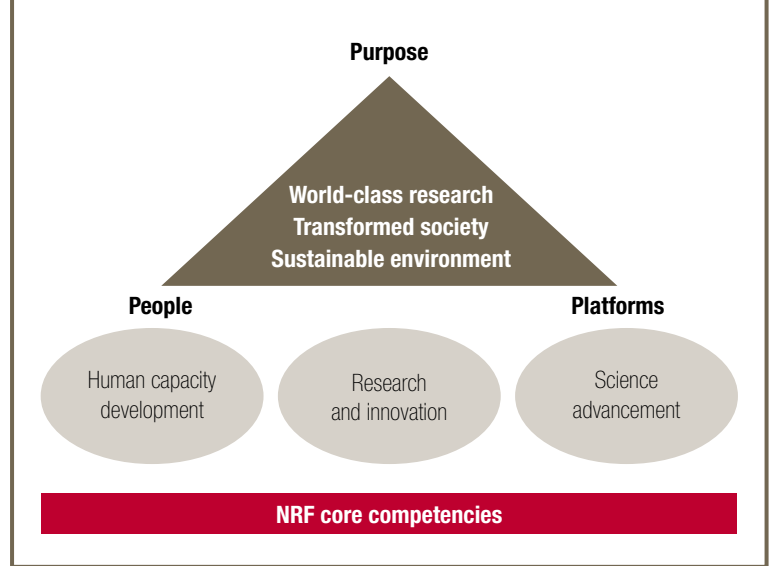 Purpose
World-class research
Transformed society
Sustainable environment
People
Platforms
Human capacity
development
Research
and innovation
Science
advancement
NRF core competencies